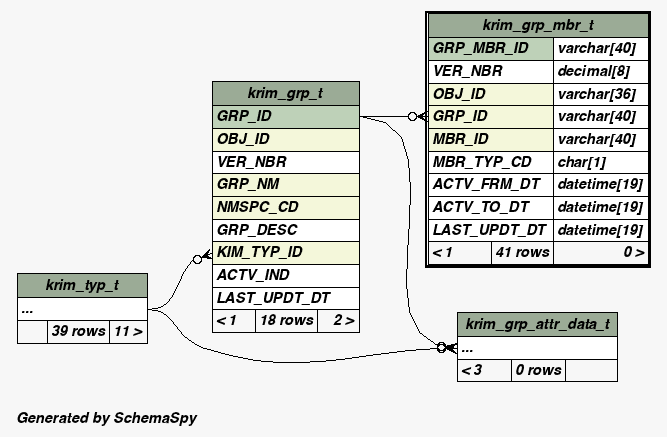 krim_grp_mbr_t
GRP_MBR_ID varchar[40]
VER_NBR decimal[8]
OBJ_ID varchar[36]
GRP_ID varchar[40]
MBR_ID varchar[40]
MBR_TYP_CD char[1]
ACTV_FRM_DT datetime[19]
ACTV_TO_DT datetime[19]
LAST_UPDT_DT datetime[19]
< 1 41 rows 0 >
krim_grp_t
GRP_ID
OBJ_ID
VER_NBR
GRP_NM
NMSPC_CD
GRP_DESC
KIM_TYP_ID
ACTV_IND
LAST_UPDT_DT
< 1 18 rows 2 >
krim_typ_t
...
39 rows 11 >
krim_grp_attr_data_t
...
< 3 0 rows
Generated by SchemaSpy